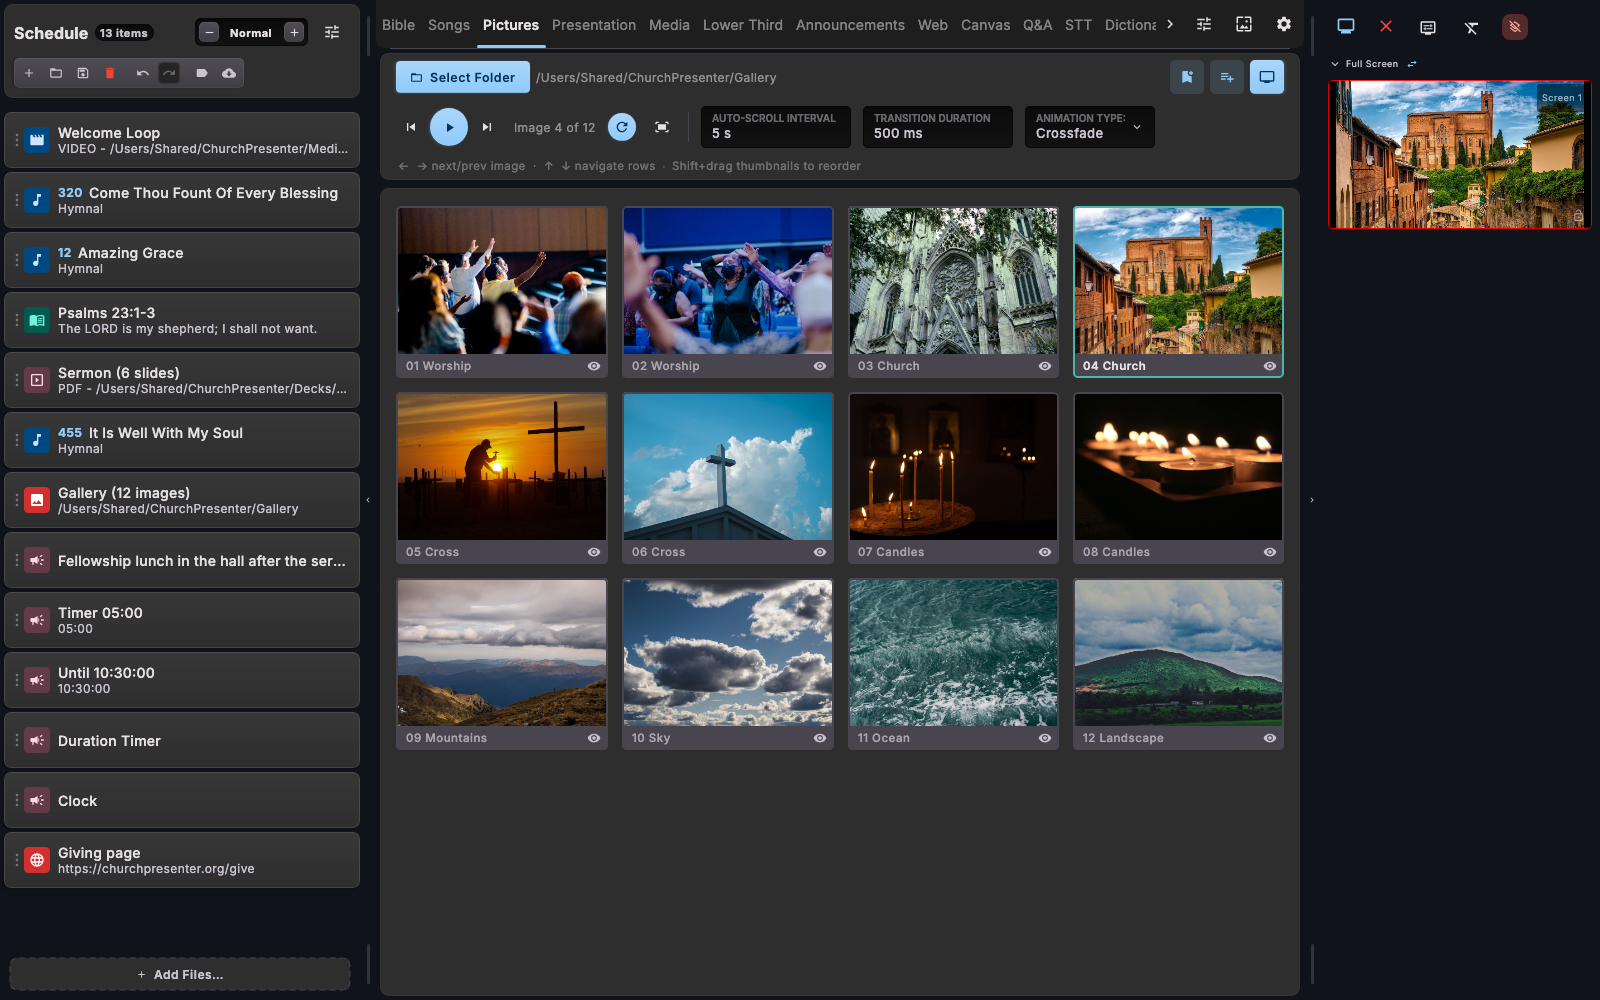 Schedule 13 items
Normal
Welcome Loop
VIDEO - /Users/Shared/ChurchPresenter/Medi...
320 Come Thou Fount Of Every Blessing
Hymnal
12 Amazing Grace
Hymnal
Psalms 23:1-3
The LORD is my shepherd; I shall not want.
Sermon (6 slides)
PDF - /Users/Shared/ChurchPresenter/Decks/...
455 It Is Well With My Soul
Hymnal
Gallery (12 images)
/Users/Shared/ChurchPresenter/Gallery
Fellowship lunch in the hall after the ser...
Timer 05:00
05:00
Until 10:30:00
10:30:00
Duration Timer
Clock
Giving page
https://churchpresenter.org/give
+ Add Files...
Bible Songs Pictures Presentation Media Lower Third Announcements Web Canvas Q&A STT Dictiona
Select Folder /Users/Shared/ChurchPresenter/Gallery
Image 4 of 12
AUTO-SCROLL INTERVAL
5 s
TRANSITION DURATION
500 ms
ANIMATION TYPE:
Crossfade
← → next/prev image · ↑ ↓ navigate rows · Shift+drag thumbnails to reorder
01 Worship
02 Worship
03 Church
04 Church
05 Cross
06 Cross
07 Candles
08 Candles
09 Mountains
10 Sky
11 Ocean
12 Landscape
Full Screen
Screen 1